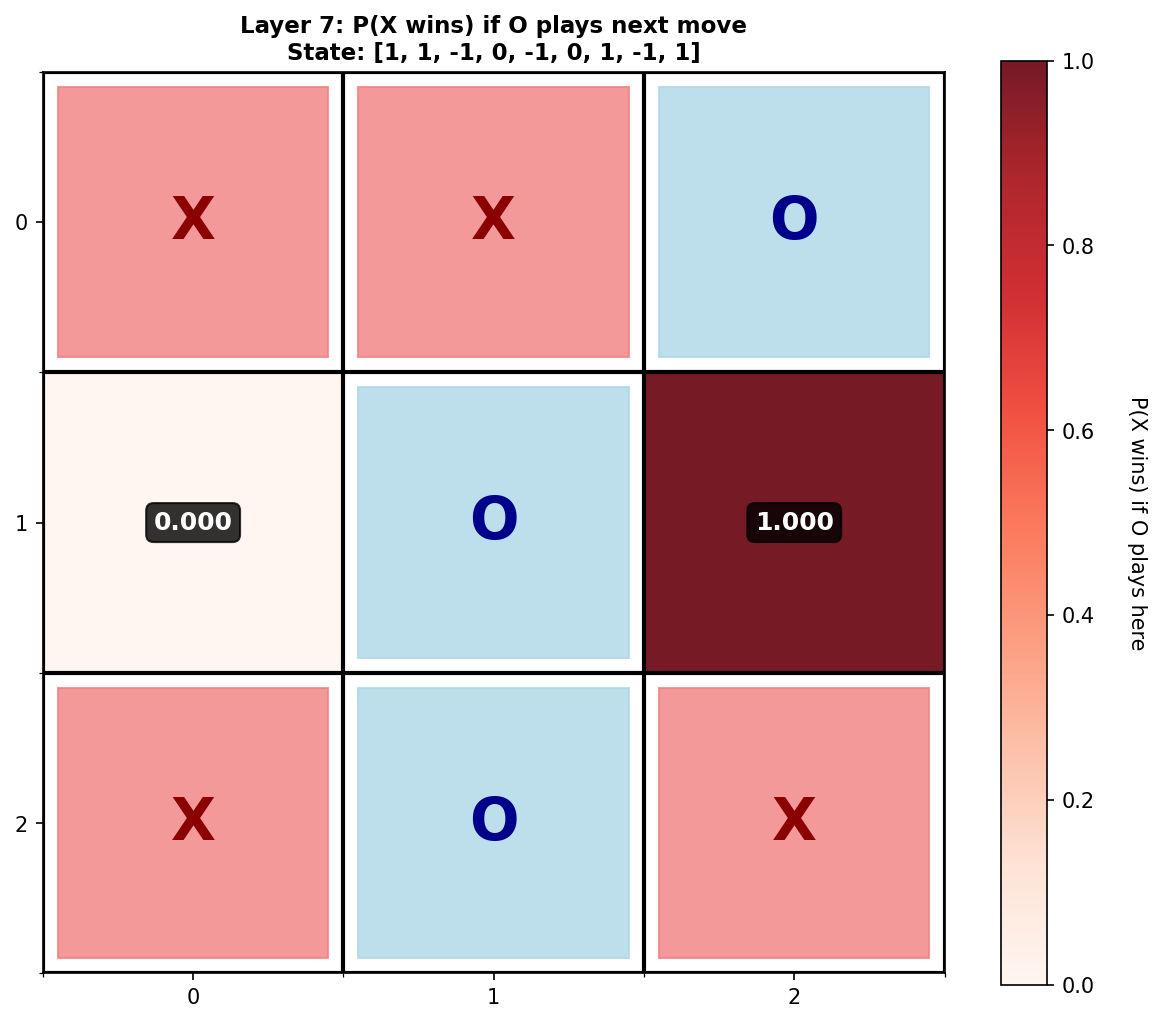 Layer 7: P(X wins) if O plays next move
State: [1, 1, -1, 0, -1, 0, 1, -1, 1]
X X O
0.000 O 1.000
X O X
0
1
2
0 1 2
1.0
0.8
0.6
0.4
0.2
0.0
P(X wins) if O plays here